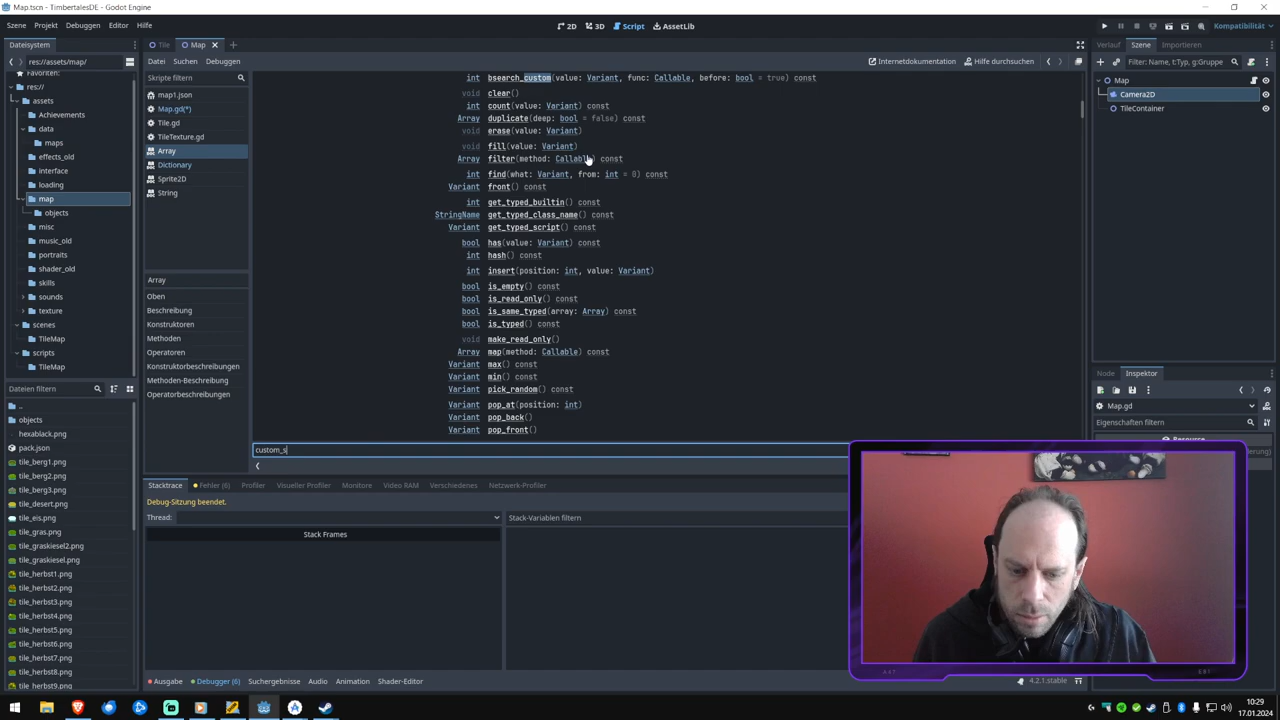 Map.tscn - TimbertalesDE - Godot Engine
Szene Projekt Debuggen Editor Hilfe
2D 3D Script AssetLib
Kompatibilität
Dateisystem
res://assets/map/
Favoriten:
res://
assets
Achievements
data
maps
effects_old
interface
loading
map
objects
misc
music_old
portraits
shader_old
skills
sounds
texture
scenes
TileMap
scripts
TileMap
Dateien filtern
..
objects
hexablack.png
pack.json
tile_berg1.png
tile_berg2.png
tile_berg3.png
tile_desert.png
tile_eis.png
tile_gras.png
tile_graskiesel2.png
tile_graskiesel.png
tile_herbst1.png
tile_herbst2.png
tile_herbst3.png
tile_herbst4.png
tile_herbst5.png
tile_herbst6.png
tile_herbst7.png
tile_herbst8.png
tile_herbst9.png
Tile Map
Datei Suchen Debuggen
Internetdokumentation Hilfe durchsuchen
Skripte filtern
map1.json
Map.gd(*)
Tile.gd
TileTexture.gd
Array
Dictionary
Sprite2D
String
Array
Oben
Beschreibung
Konstruktoren
Methoden
Operatoren
Konstruktorbeschreibungen
Methoden-Beschreibung
Operatorbeschreibungen
int bsearch_custom(value: Variant, func: Callable, before: bool = true) const
void clear()
int count(value: Variant) const
Array duplicate(deep: bool = false) const
void erase(value: Variant)
void fill(value: Variant)
Array filter(method: Callable) const
int find(what: Variant, from: int = 0) const
Variant front() const
int get_typed_builtin() const
StringName get_typed_class_name() const
Variant get_typed_script() const
bool has(value: Variant) const
int hash() const
int insert(position: int, value: Variant)
bool is_empty() const
bool is_read_only() const
bool is_same_typed(array: Array) const
bool is_typed() const
void make_read_only()
Array map(method: Callable) const
Variant max() const
Variant min() const
Variant pick_random() const
Variant pop_at(position: int)
Variant pop_back()
Variant pop_front()
custom_s
Stacktrace Fehler (6) Profiler Visueller Profiler Monitore Video RAM Verschiedenes Netzwerk-Profiler
Debug-Sitzung beendet.
Thread:
Stack Frames
Stack-Variablen filtern
Ausgabe Debugger (6) Suchergebnisse Audio Animation Shader-Editor
4.2.1.stable
Verlauf Szene Importieren
Filter: Name, t:Typ, g:Gruppe
Map
Camera2D
TileContainer
Node Inspektor
Map.gd
Eigenschaften filtern
10:29
17.01.2024